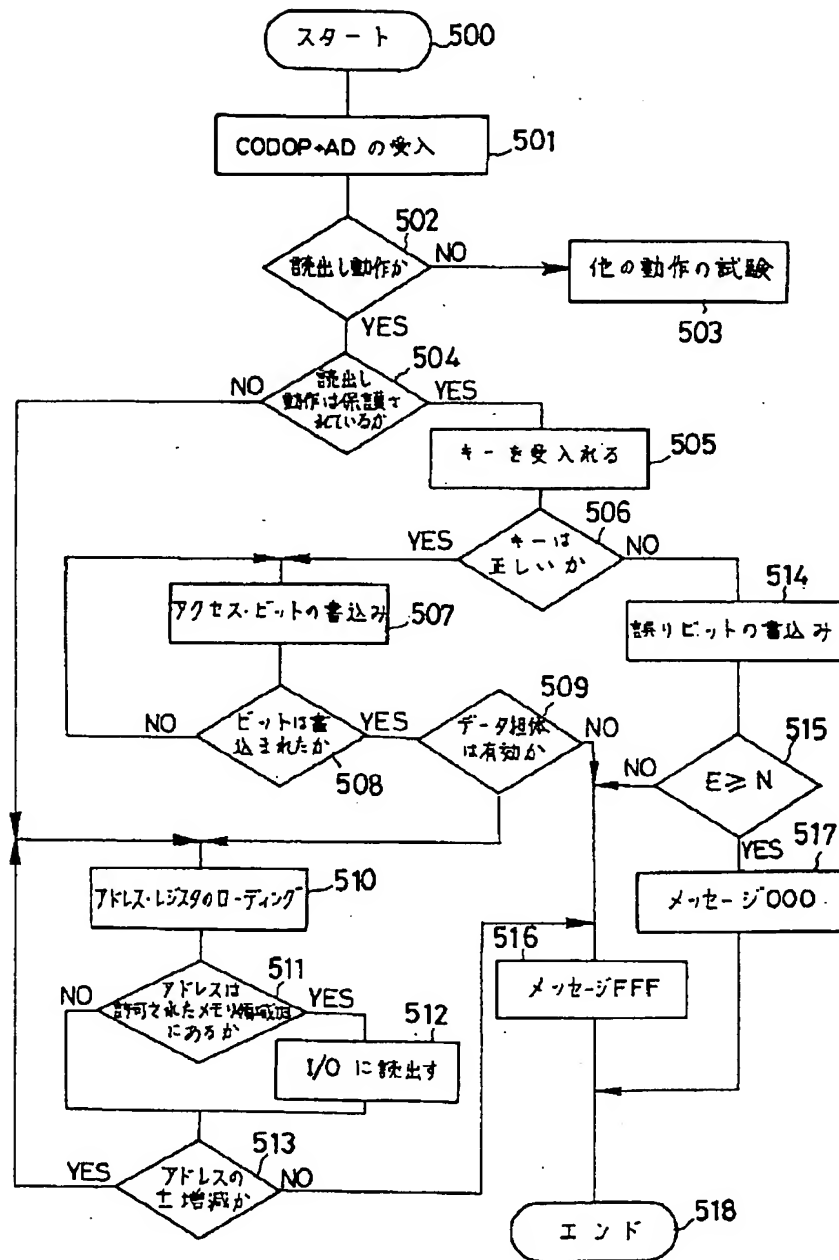 スタート
500
CODOP+AD の受入
501
502
読出し動作か
NO
他の動作の試験
503
YES
504
NO
読出し
動作は保護さ
れているか
YES
キーを受入れる
505
506
YES
キーは
正しいか
NO
514
アクセス・ビットの書込み
507
誤りビットの書込み
509
NO
ビットは書
込まれたか
YES
508
データ担体
は有効か
NO
515
NO
E≥N
517
YES
アドレス・レジスタのローディング
510
メッセージ000
511
NO
アドレスは
許可されたメモリ領域内
にあるか
YES
512
516
メッセージFFF
I/O に読出す
513
YES
アドレスの
±増減か
NO
エンド
518